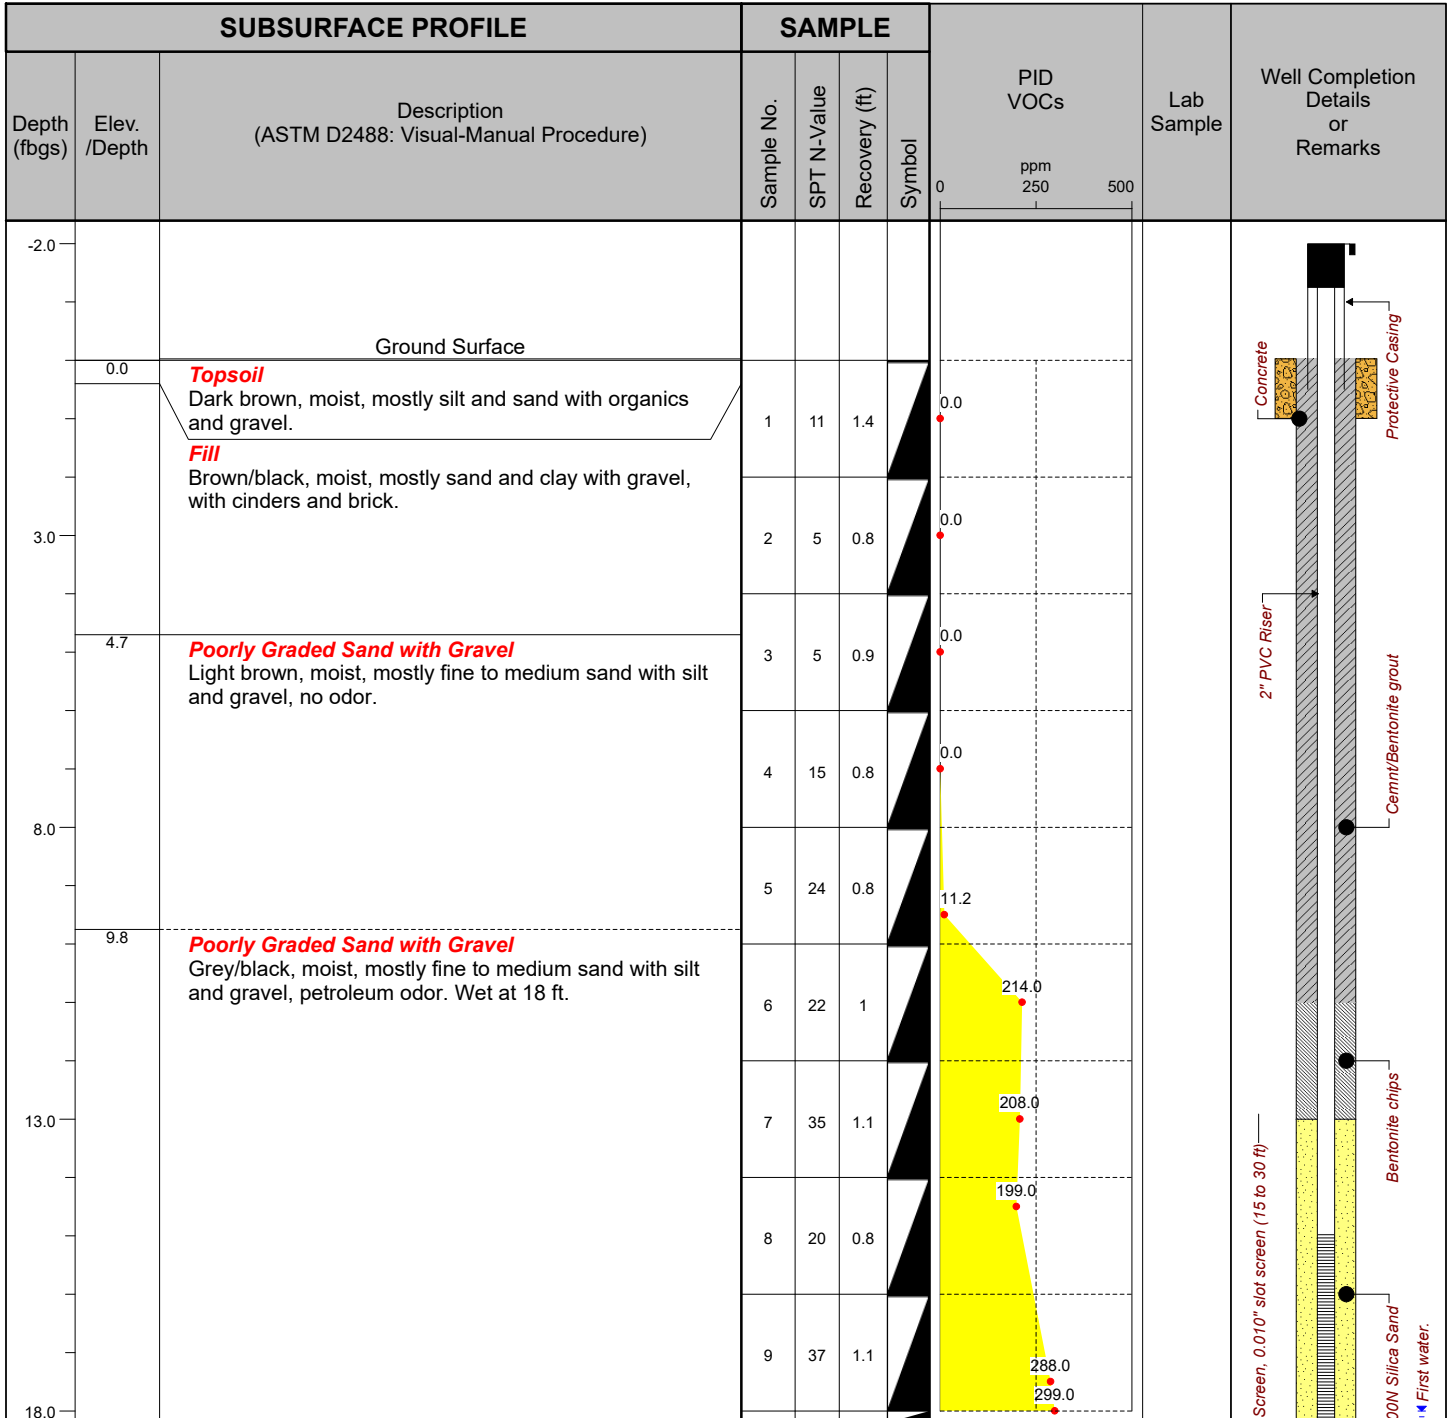 SUBSURFACE PROFILE
SAMPLE
Depth
(fbgs)
Elev.
/Depth
Description
(ASTM D2488: Visual-Manual Procedure)
Sample No.
SPT N-Value
Recovery (ft)
Symbol
PID
VOCs
ppm
0 250 500
Lab
Sample
Well Completion
Details
or
Remarks
-2.0
Ground Surface
0.0
Topsoil
Dark brown, moist, mostly silt and sand with organics
and gravel.
1 11 1.4
0.0
Fill
Brown/black, moist, mostly sand and clay with gravel,
with cinders and brick.
3.0
2 5 0.8
0.0
4.7
Poorly Graded Sand with Gravel
Light brown, moist, mostly fine to medium sand with silt
and gravel, no odor.
3 5 0.9
0.0
4 15 0.8
0.0
8.0
5 24 0.8
11.2
9.8
Poorly Graded Sand with Gravel
Grey/black, moist, mostly fine to medium sand with silt
and gravel, petroleum odor. Wet at 18 ft.
6 22 1
214.0
13.0
7 35 1.1
208.0
199.0
8 20 0.8
9 37 1.1
288.0
299.0
18.0
Concrete
Protective Casing
2" PVC Riser
Cemnt/Bentonite grout
Bentonite chips
Screen, 0.010" slot screen (15 to 30 ft)
00N Silica Sand
First water.